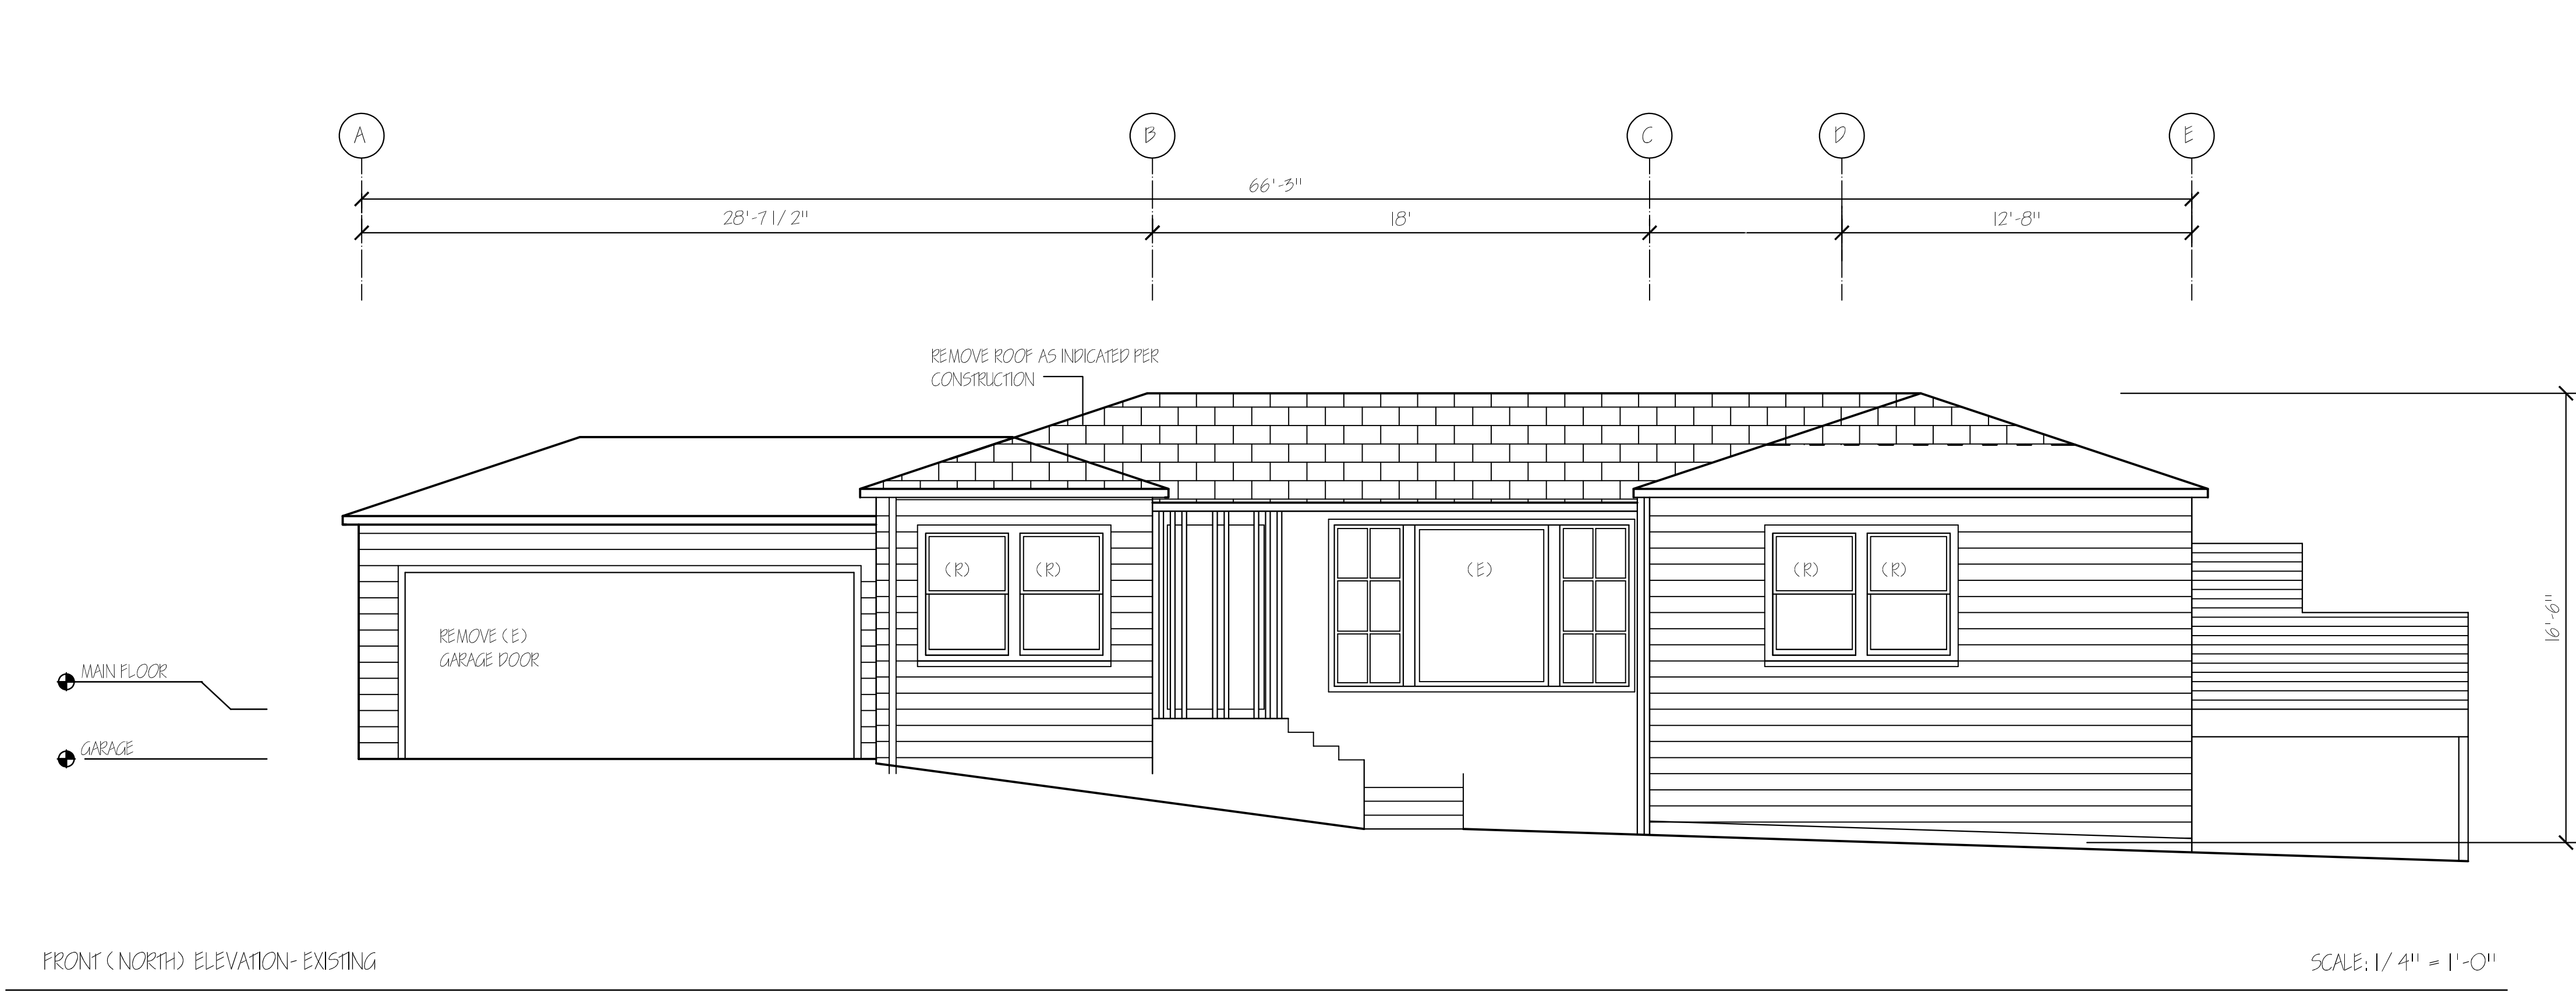 A B C D E
66'-3"
28'-7 1/2" 18' 12'-8"
REMOVE ROOF AS INDICATED PER
CONSTRUCTION
(R) (R) (E) (R) (R)
16'-6"
REMOVE (E)
GARAGE DOOR
MAIN FLOOR
GARAGE
FRONT (NORTH) ELEVATION- EXISTING
SCALE: 1/4" = 1'-0"